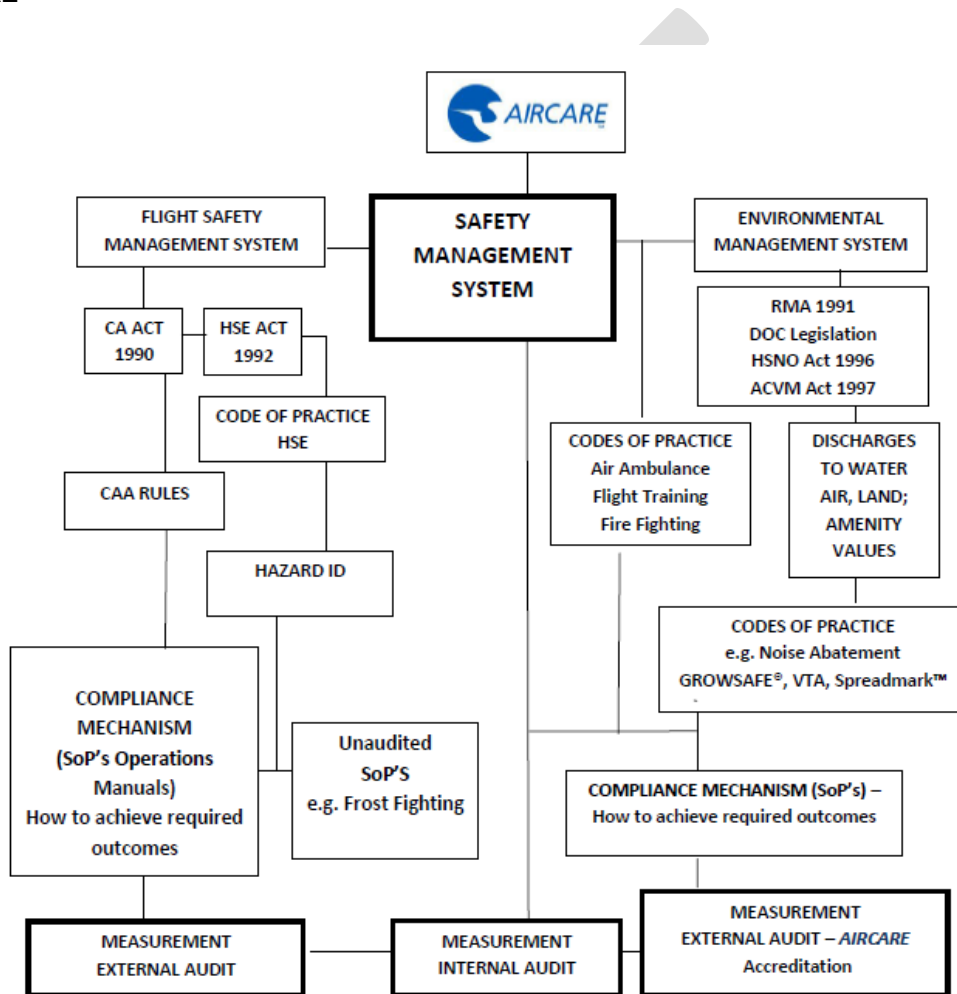 AIRCARE
FLIGHT SAFETY
MANAGEMENT SYSTEM
SAFETY
MANAGEMENT
SYSTEM
ENVIRONMENTAL
MANAGEMENT SYSTEM
CA ACT
1990
HSE ACT
1992
RMA 1991
DOC Legislation
HSNO Act 1996
ACVM Act 1997
CODE OF PRACTICE
HSE
CODES OF PRACTICE
Air Ambulance
Flight Training
Fire Fighting
DISCHARGES
TO WATER
AIR, LAND;
AMENITY
VALUES
CAA RULES
HAZARD ID
CODES OF PRACTICE
e.g. Noise Abatement
GROWSAFE®, VTA, Spreadmark™
COMPLIANCE
MECHANISM
(SoP's Operations
Manuals)
How to achieve required
outcomes
Unaudited
SoP'S
e.g. Frost Fighting
COMPLIANCE MECHANISM (SoP's) –
How to achieve required outcomes
MEASUREMENT
EXTERNAL AUDIT
MEASUREMENT
INTERNAL AUDIT
MEASUREMENT
EXTERNAL AUDIT – AIRCARE
Accreditation